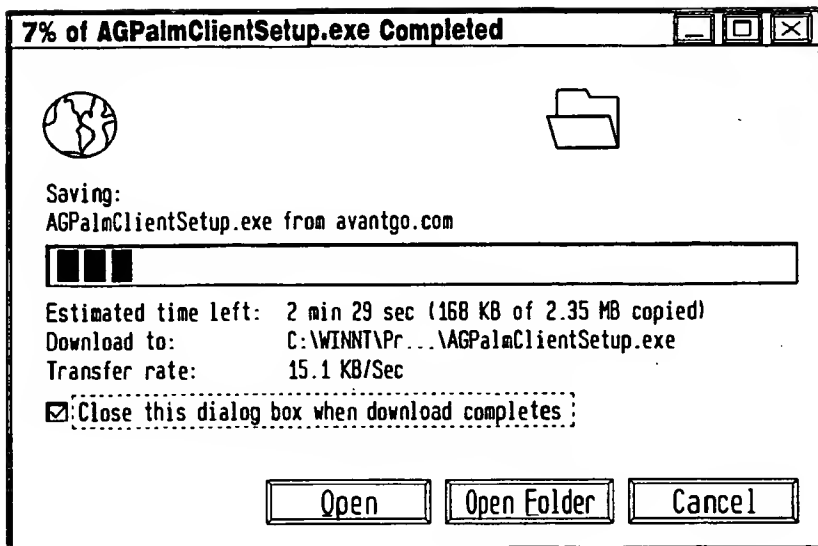 7% of AGPalmClientSetup.exe Completed
Saving:
AGPalmClientSetup.exe from avantgo.com
Estimated time left: 2 min 29 sec (168 KB of 2.35 MB copied)
Download to: C:\WINNT\Pr...\AGPalmClientSetup.exe
Transfer rate: 15.1 KB/Sec
Close this dialog box when download completes
Open Open Folder Cancel